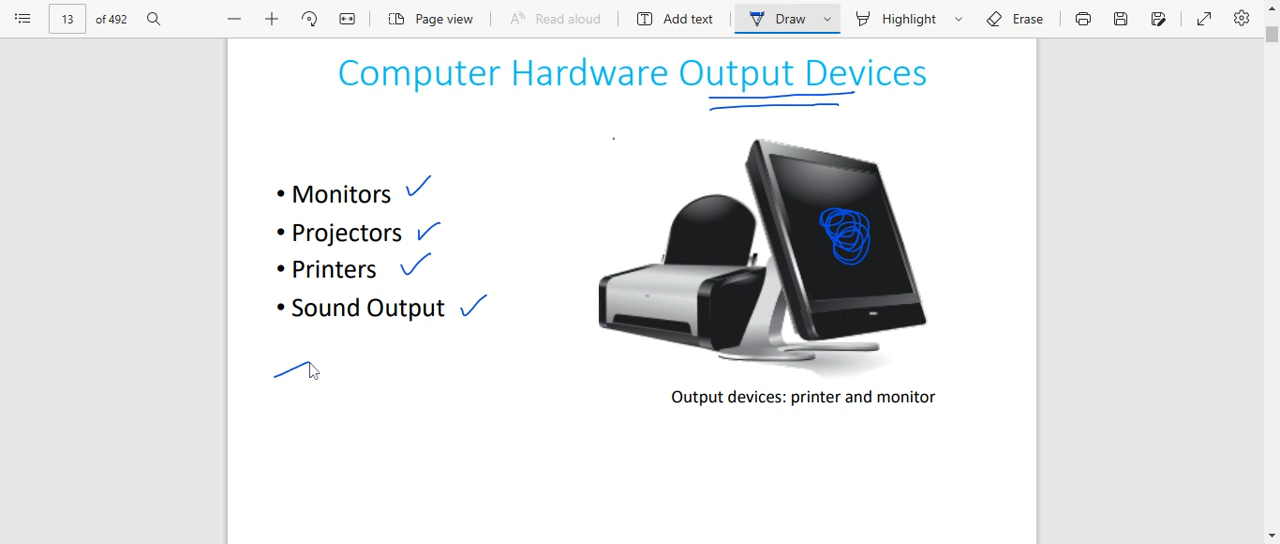 13 of 492 Page view Read aloud Add text Draw Highlight Erase
Computer Hardware Output Devices
• Monitors
• Projectors
• Printers
• Sound Output
Output devices: printer and monitor